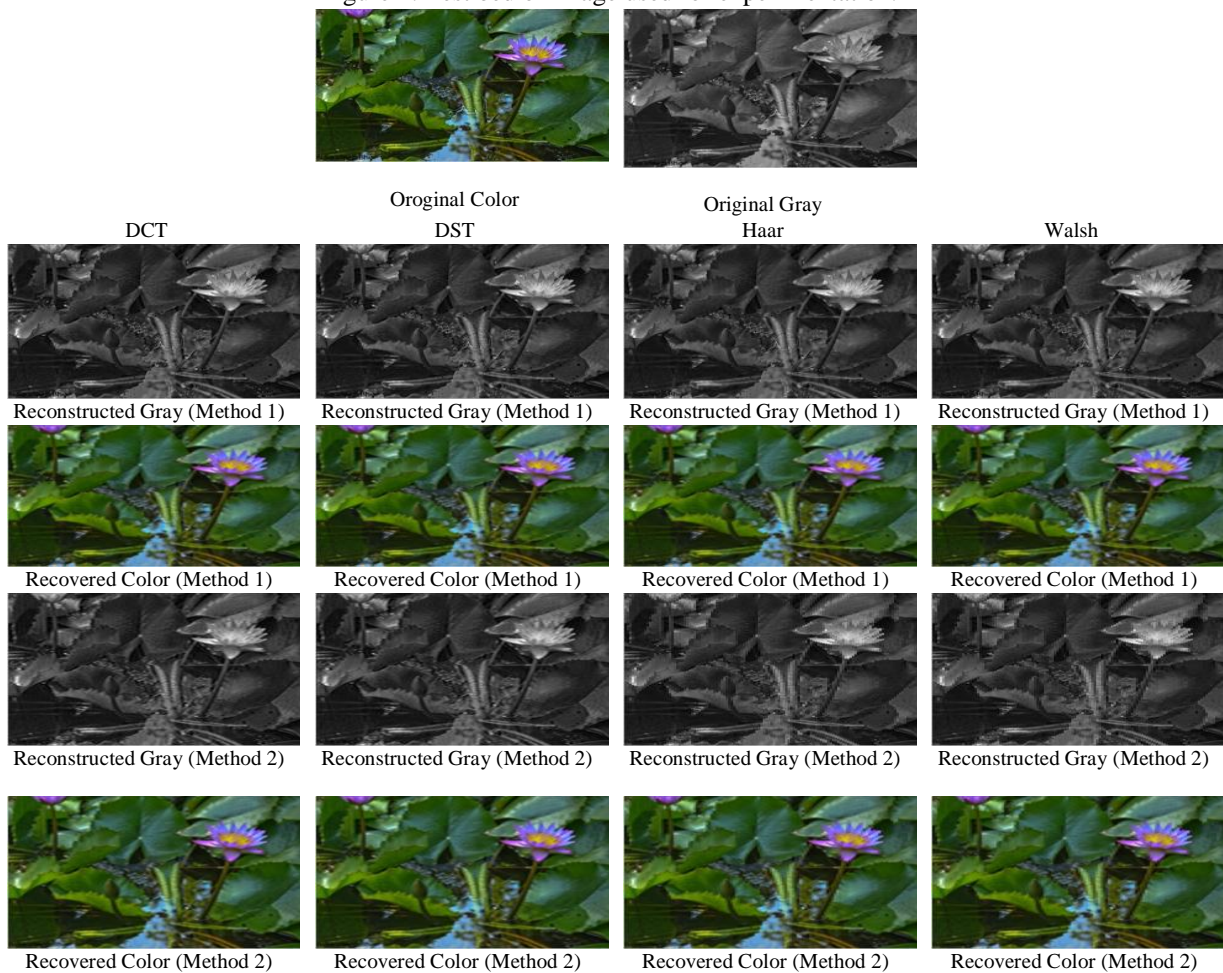 Oroginal Color
Original Gray
DCT DST Haar Walsh
Reconstructed Gray (Method 1) Reconstructed Gray (Method 1) Reconstructed Gray (Method 1) Reconstructed Gray (Method 1)
Recovered Color (Method 1) Recovered Color (Method 1) Recovered Color (Method 1) Recovered Color (Method 1)
Reconstructed Gray (Method 2) Reconstructed Gray (Method 2) Reconstructed Gray (Method 2) Reconstructed Gray (Method 2)
Recovered Color (Method 2) Recovered Color (Method 2) Recovered Color (Method 2) Recovered Color (Method 2)